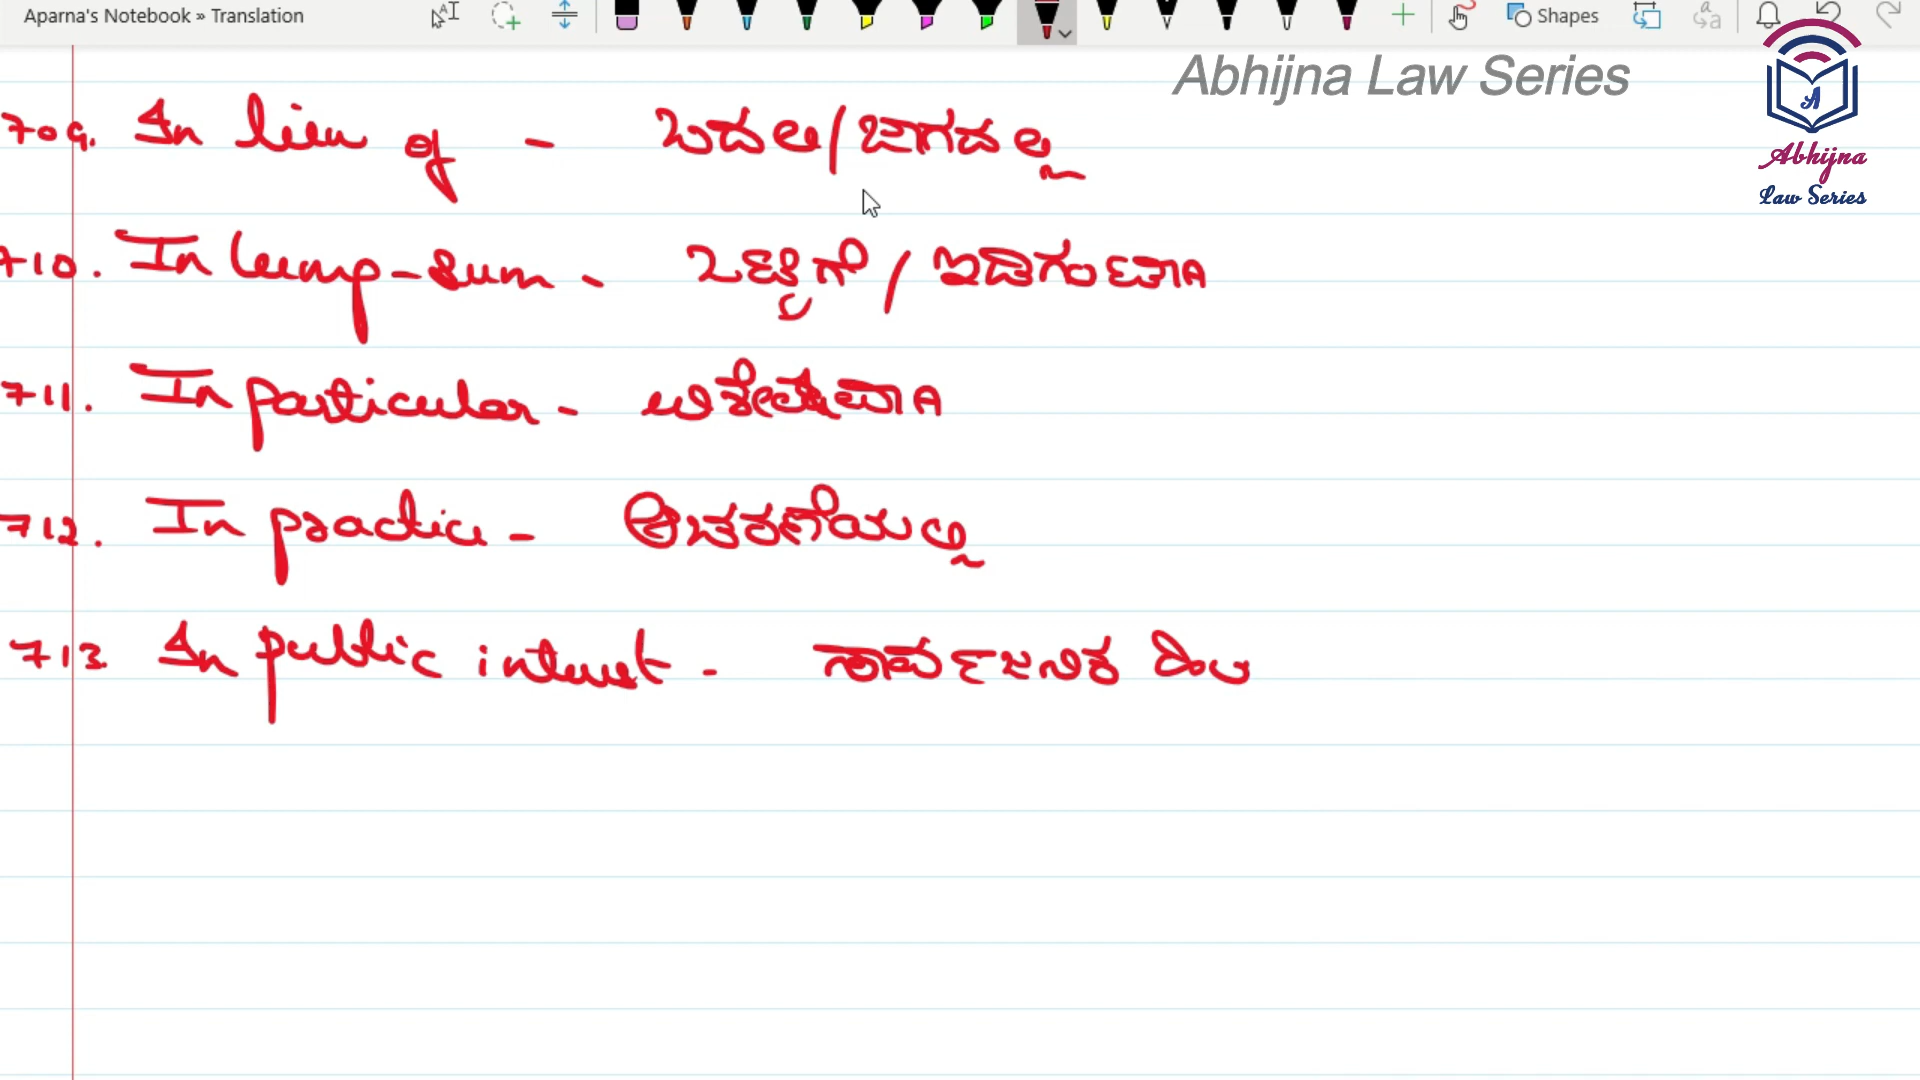 Aparna's Notebook » Translation
Shapes
Abhijna Law Series
Abhijna
Law Series
709. In lieu of - ಬದಲು/ಜಾಗದಲ್ಲಿ
710. In lump-sum - ಒಟ್ಟಿಗೆ / ಇಡಿಗಂಟಾಗಿ
711. In particular - ವಿಶೇಷವಾಗಿ
712. In practice - ಆಚರಣೆಯಲ್ಲಿ
713. In public interest - ಸಾರ್ವಜನಿಕ